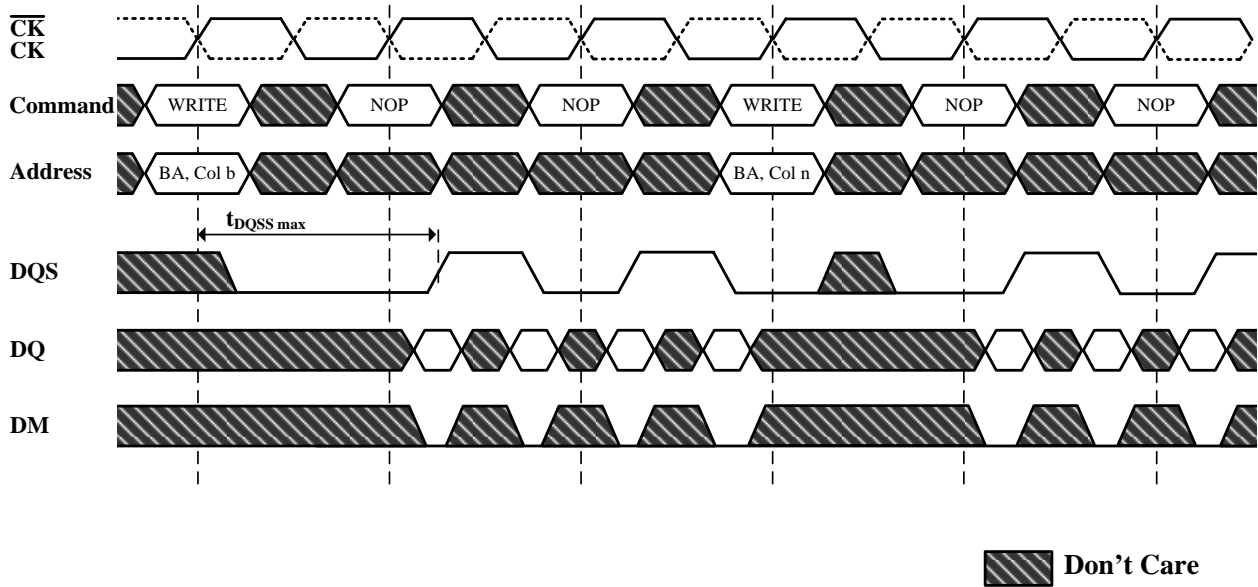 CK
CK
Command WRITE NOP NOP WRITE NOP NOP
Address BA, Col b BA, Col n
tDQSS max
DQS
DQ
DM
Don't Care